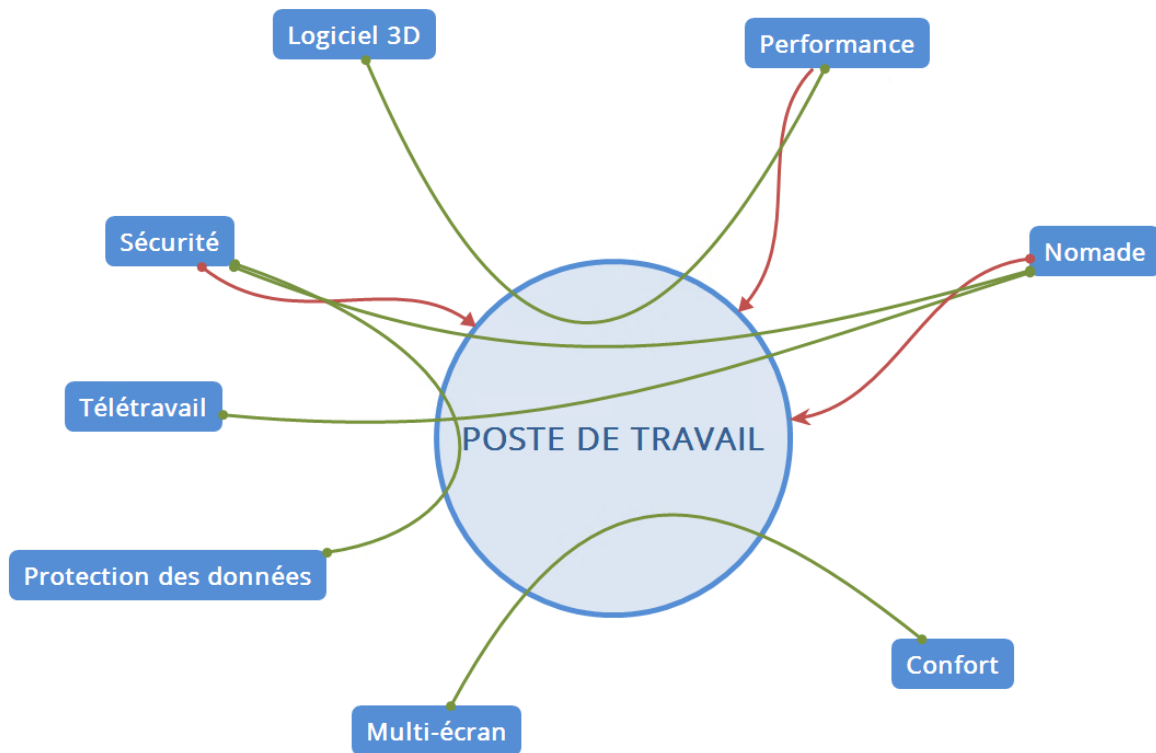 Logiciel 3D
Performance
Sécurité
Nomade
Télétravail
POSTE DE TRAVAIL
Protection des données
Confort
Multi-écran